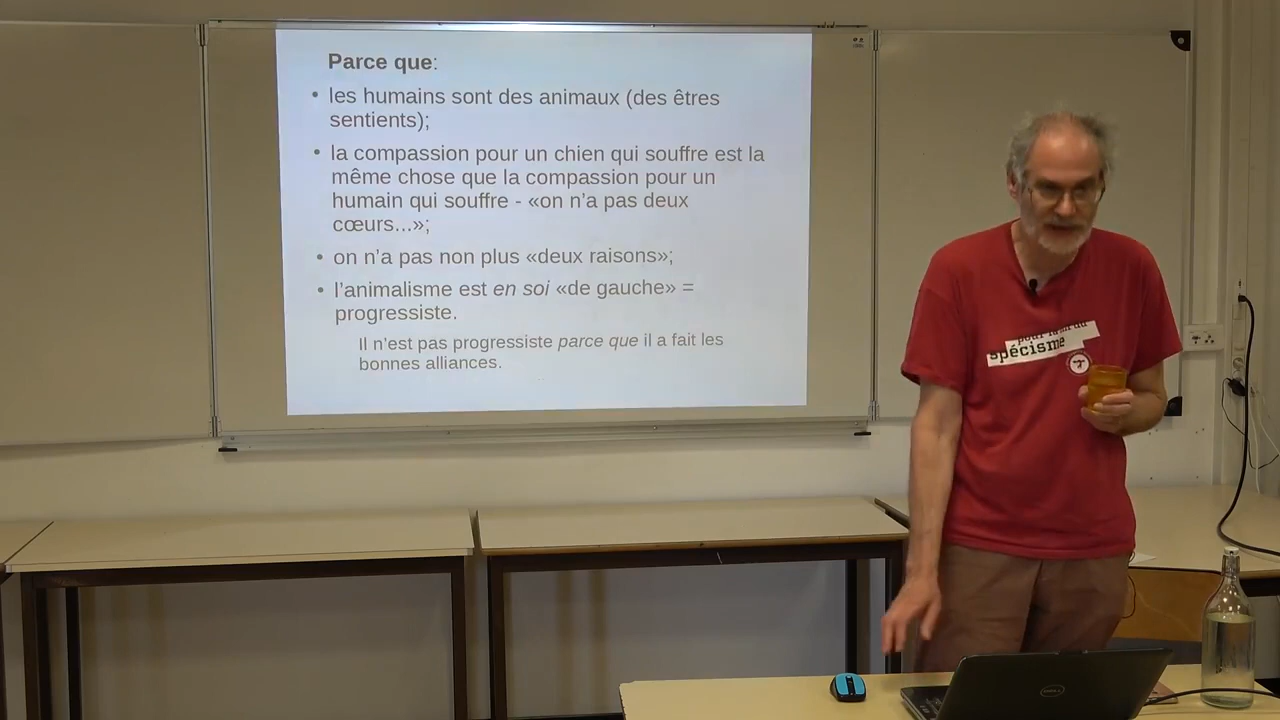 Parce que:
• les humains sont des animaux (des êtres
sentients);
• la compassion pour un chien qui souffre est la
même chose que la compassion pour un
humain qui souffre - «on n’a pas deux
cœurs...»;
• on n’a pas non plus «deux raisons»;
• l’animalisme est en soi «de gauche» =
progressiste.
Il n’est pas progressiste parce que il a fait les
bonnes alliances.
pour
spécisme
DELL